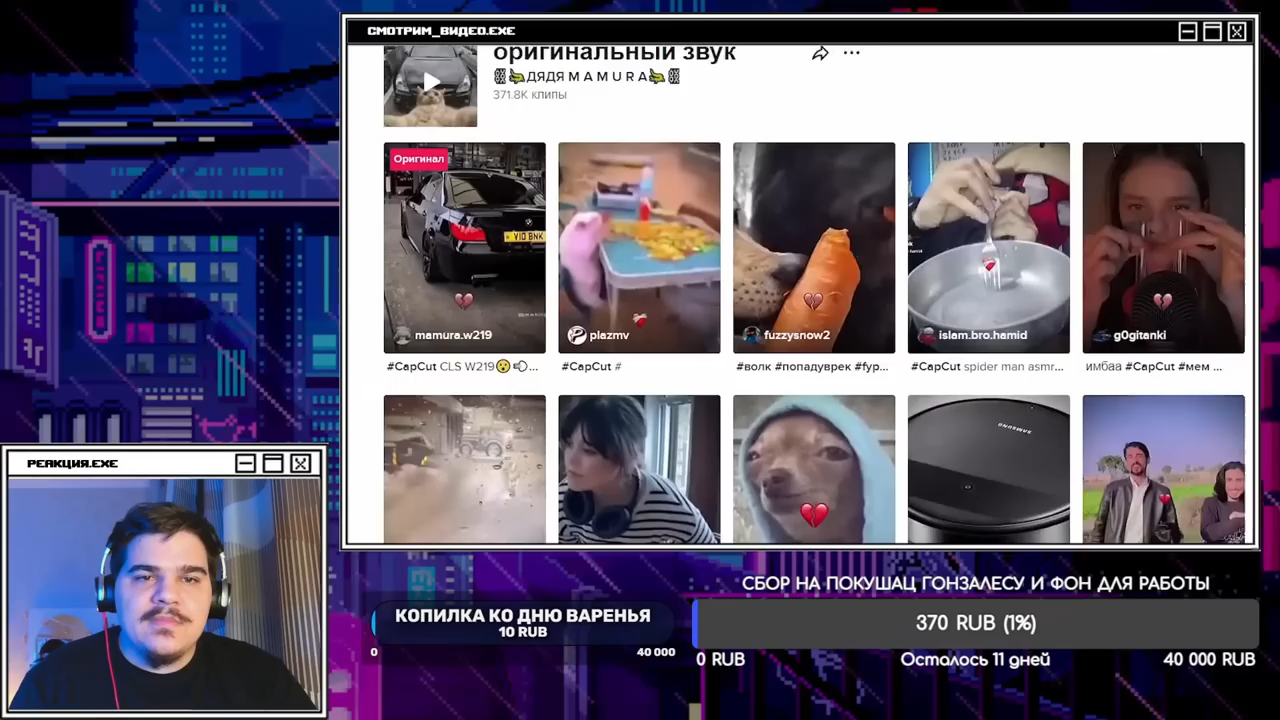 СМОТРИМ_ВИДЕО.EXE
оригинальный звук
ДЯДЯ M A M U R A
371.8K клипы
Оригинал
V10 BNK
mamura.w219
plazmv
fuzzysnow2
islam.bro.hamid
g0gitanki
#CapCut CLS W219😯💨...
#CapCut #
#волк #попадуврек #fyp...
#CapCut spider man asmr...
имбаа #CapCut #мем ...
SAMSUNG
РЕАКЦИЯ.EXE
СБОР НА ПОКУШАЦ ГОНЗАЛЕСУ И ФОН ДЛЯ РАБОТЫ
КОПИЛКА КО ДНЮ ВАРЕНЬЯ
10 RUB
0
40 000
370 RUB (1%)
0 RUB
Осталось 11 дней
40 000 RUB